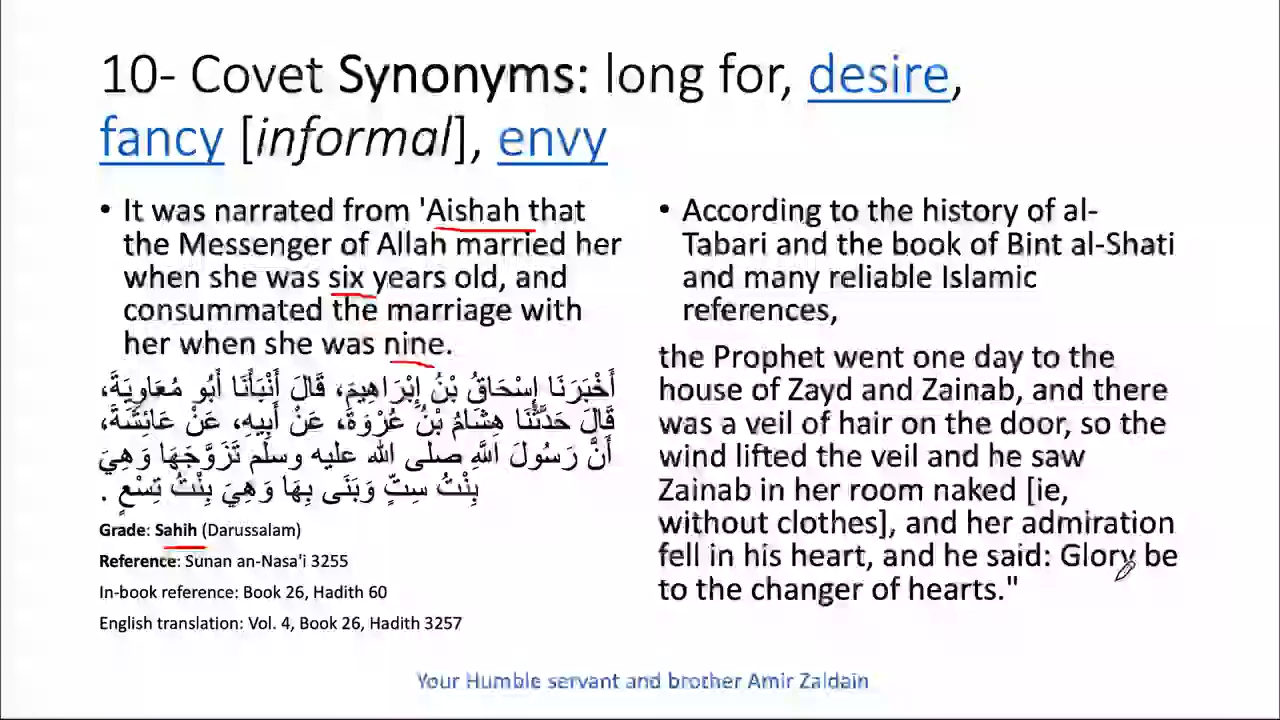 10- Covet Synonyms: long for, desire,
fancy [informal], envy
• It was narrated from 'Aishah that
the Messenger of Allah married her
when she was six years old, and
consummated the marriage with
her when she was nine.
أَخْبَرَنَا إِسْحَاقُ بْنُ إِبْرَاهِيمَ، قَالَ أَنْبَأَنَا أَبُو مُعَاوِيَةَ،
قَالَ حَدَّثَنَا هِشَامُ بْنُ عُرْوَةَ، عَنْ أَبِيهِ، عَنْ عَائِشَةَ،
أَنَّ رَسُولَ اللَّهِ صلى الله عليه وسلم تَزَوَّجَهَا وَهِيَ
بِنْتُ سِتٍّ وَبَنَى بِهَا وَهِيَ بِنْتُ تِسْعٍ .
Grade: Sahih (Darussalam)
Reference: Sunan an-Nasa'i 3255
In-book reference: Book 26, Hadith 60
English translation: Vol. 4, Book 26, Hadith 3257
• According to the history of al-
Tabari and the book of Bint al-Shati
and many reliable Islamic
references,
the Prophet went one day to the
house of Zayd and Zainab, and there
was a veil of hair on the door, so the
wind lifted the veil and he saw
Zainab in her room naked [ie,
without clothes], and her admiration
fell in his heart, and he said: Glory be
to the changer of hearts."
Your Humble servant and brother Amir Zaldain